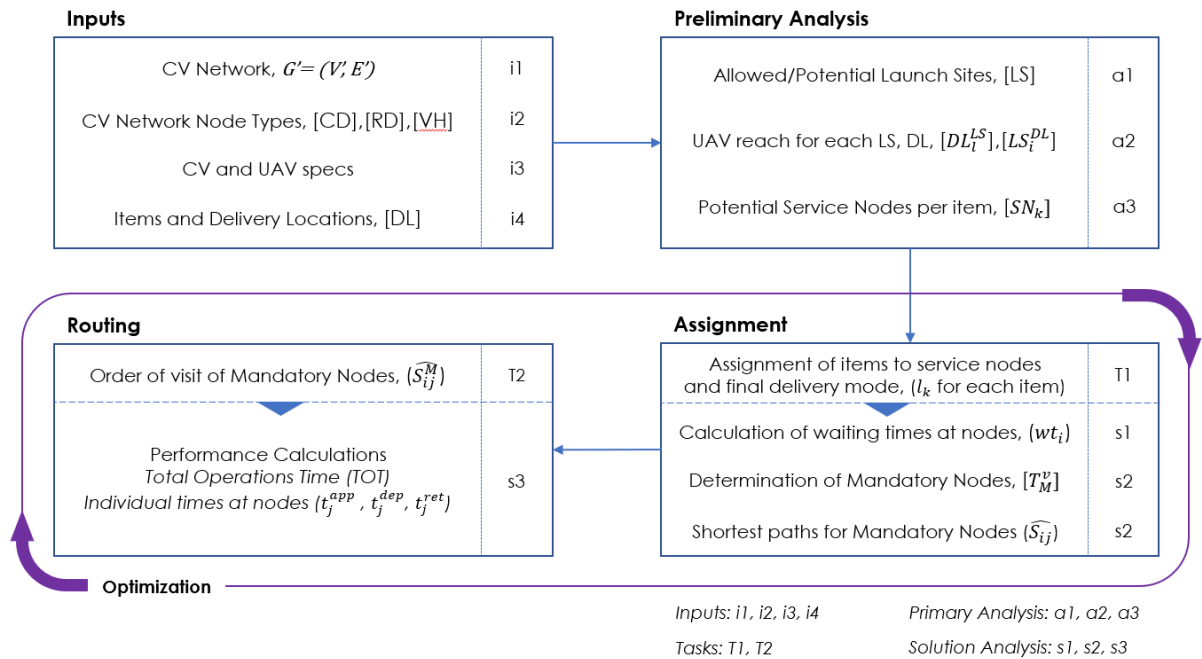 Inputs
CV Network, G'= (V', E') i1
CV Network Node Types, [CD],[RD],[VH] i2
CV and UAV specs i3
Items and Delivery Locations, [DL] i4
Preliminary Analysis
Allowed/Potential Launch Sites, [LS] a1
UAV reach for each LS, DL, [DL_l^{LS}],[LS_i^{DL}] a2
Potential Service Nodes per item, [SN_k] a3
Routing
Order of visit of Mandatory Nodes, (\widehat{S_{ij}^{M}}) T2
Performance Calculations
Total Operations Time (TOT)
Individual times at nodes (t_j^{app} , t_j^{dep}, t_j^{ret}) s3
Assignment
Assignment of items to service nodes
and final delivery mode, (l_k for each item) T1
Calculation of waiting times at nodes, (wt_i) s1
Determination of Mandatory Nodes, [T_M^v] s2
Shortest paths for Mandatory Nodes (\widehat{S_{ij}}) s2
Optimization
Inputs: i1, i2, i3, i4
Primary Analysis: a1, a2, a3
Tasks: T1, T2
Solution Analysis: s1, s2, s3